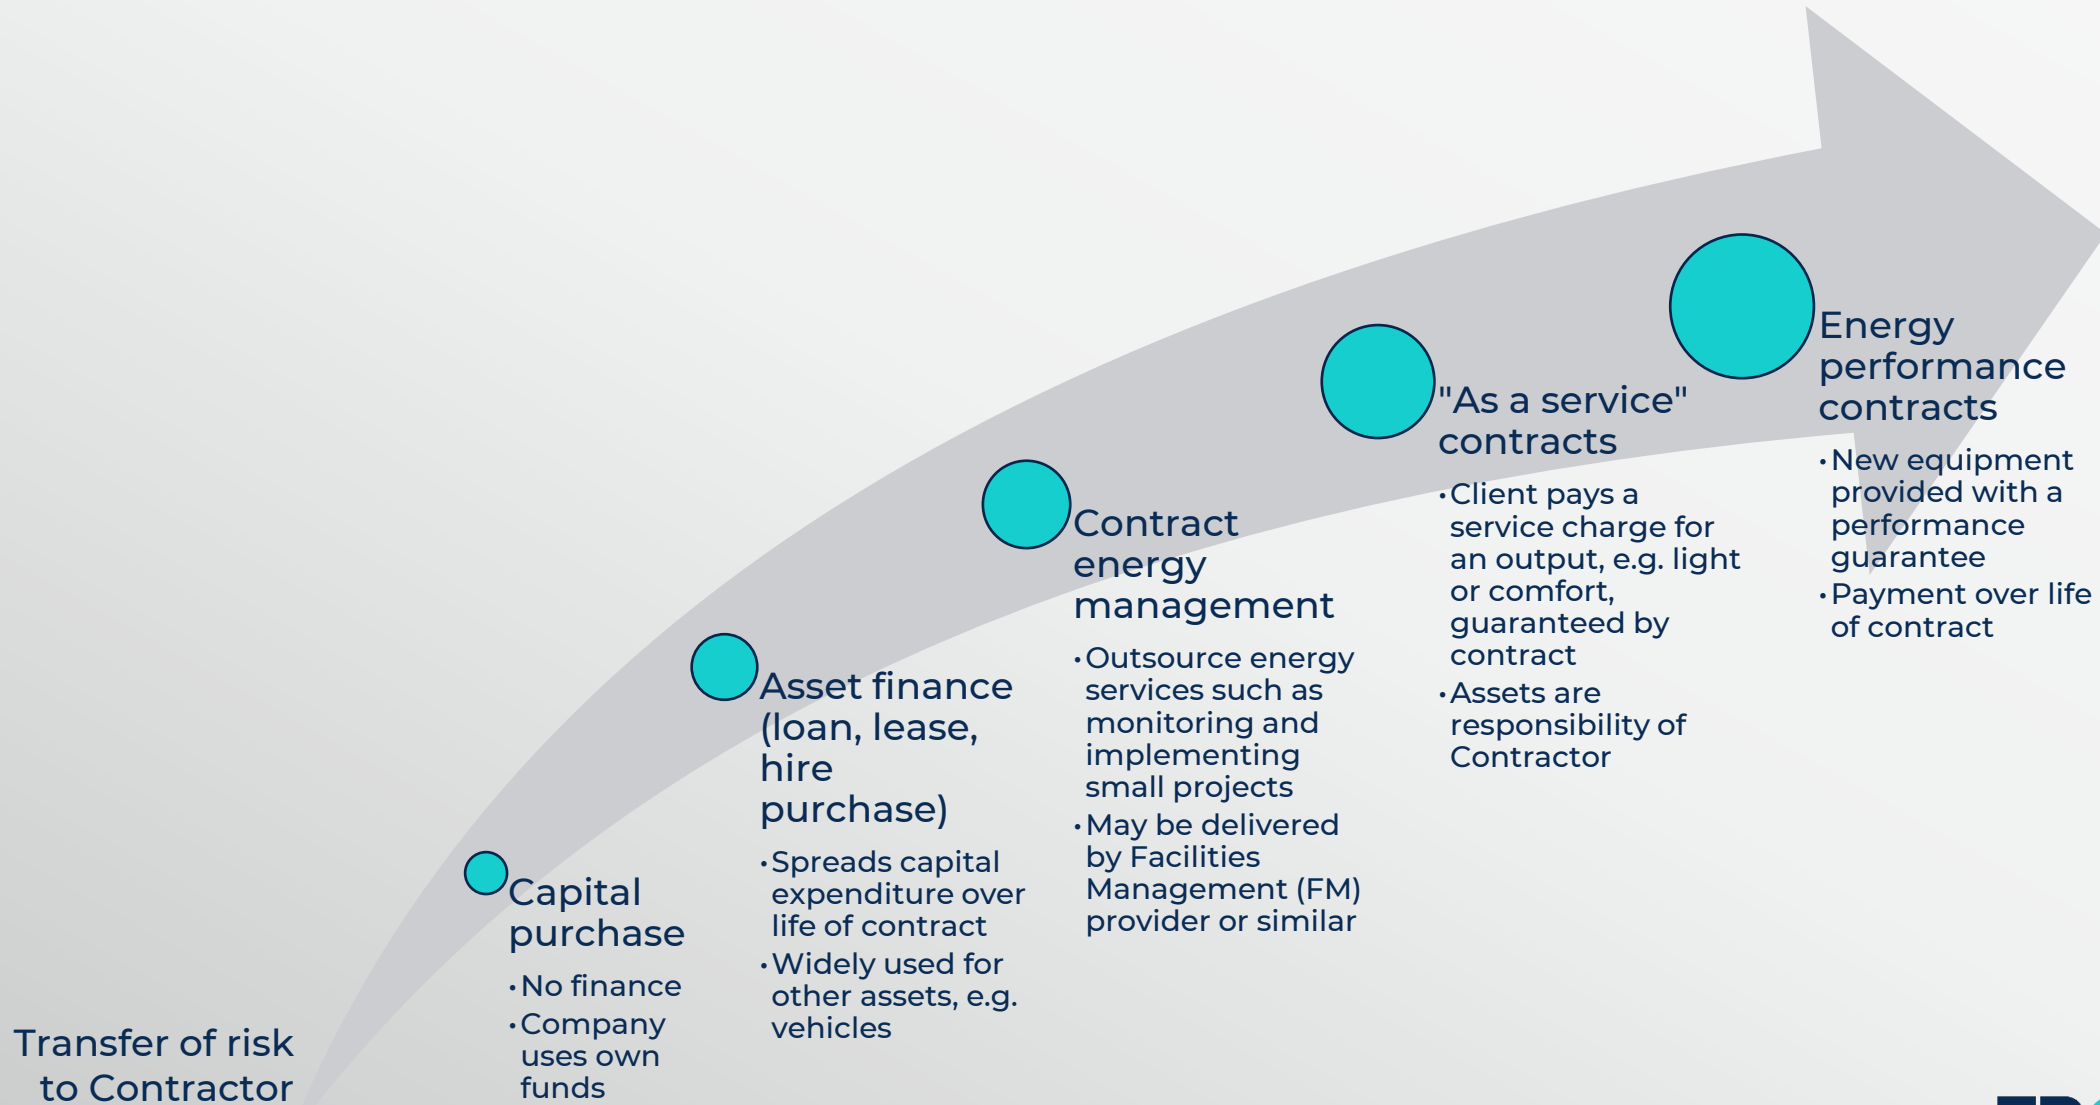 Transfer of risk
to Contractor
Capital
purchase
·No finance
·Company
uses own
funds
Asset finance
(loan, lease,
hire
purchase)
·Spreads capital
expenditure over
life of contract
·Widely used for
other assets, e.g.
vehicles
Contract
energy
management
·Outsource energy
services such as
monitoring and
implementing
small projects
·May be delivered
by Facilities
Management (FM)
provider or similar
"As a service"
contracts
·Client pays a
service charge for
an output, e.g. light
or comfort,
guaranteed by
contract
·Assets are
responsibility of
Contractor
Energy
performance
contracts
·New equipment
provided with a
performance
guarantee
·Payment over life
of contract